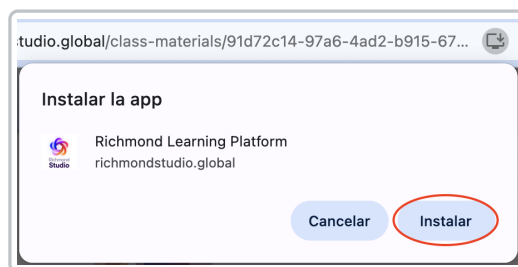 tudio.global/class-materials/91d72c14-97a6-4ad2-b915-67...
Instalar la app
Richmond Learning Platform
richmondstudio.global
Richmond
Studio
Cancelar
Instalar